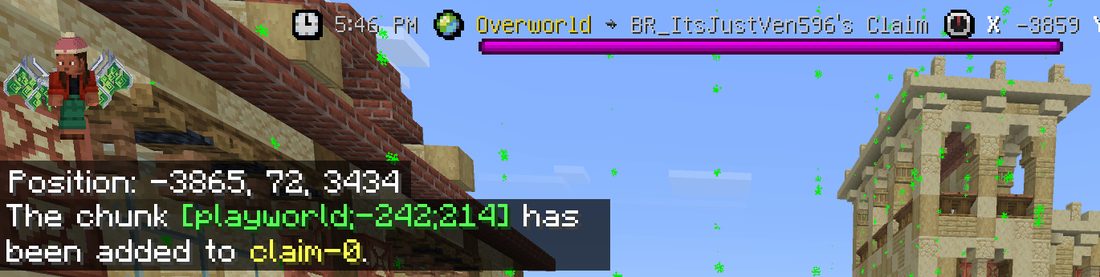 5:46 PM Overworld → BR_ItsJustVen596's Claim X -3859 Y
Position: -3865, 72, 3434
The chunk [playworld;-242;214] has
been added to claim-0.